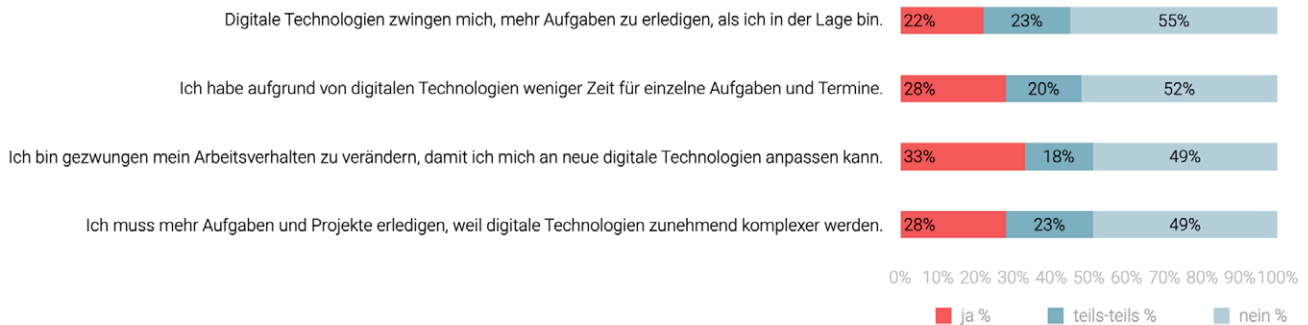 Digitale Technologien zwingen mich, mehr Aufgaben zu erledigen, als ich in der Lage bin. 22% 23% 55%
Ich habe aufgrund von digitalen Technologien weniger Zeit für einzelne Aufgaben und Termine. 28% 20% 52%
Ich bin gezwungen mein Arbeitsverhalten zu verändern, damit ich mich an neue digitale Technologien anpassen kann. 33% 18% 49%
Ich muss mehr Aufgaben und Projekte erledigen, weil digitale Technologien zunehmend komplexer werden. 28% 23% 49%
0% 10% 20% 30% 40% 50% 60% 70% 80% 90% 100%
ja % teils-teils % nein %